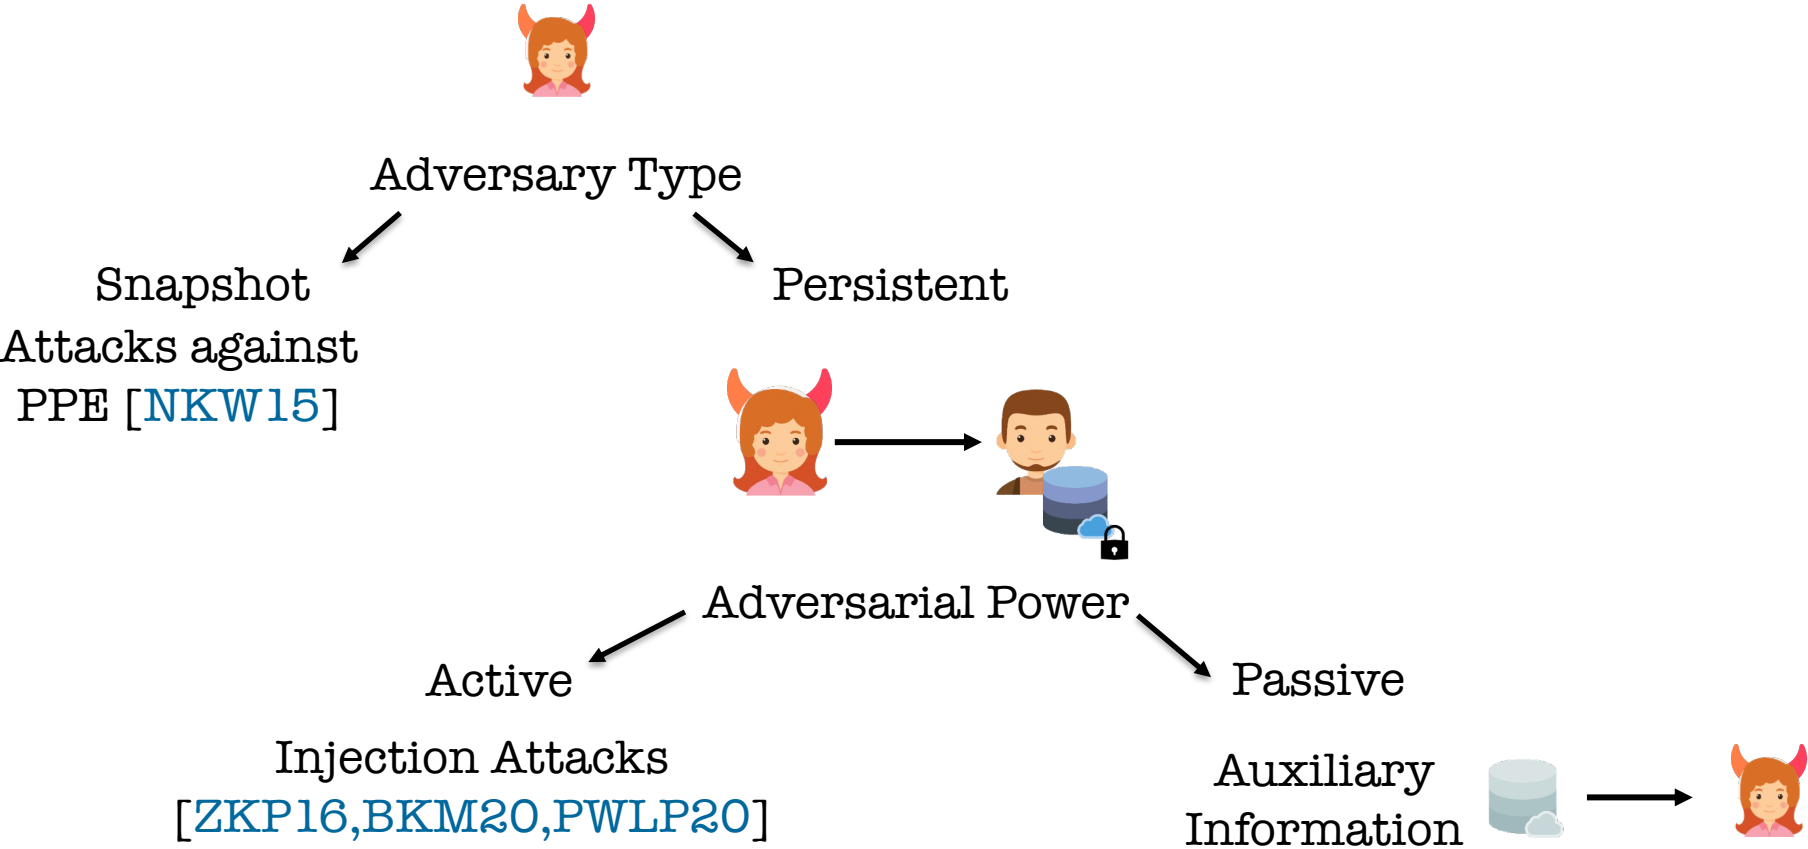 Adversary Type
Snapshot
Persistent
Attacks against
PPE [NKW15]
Adversarial Power
Active
Passive
Injection Attacks
[ZKP16,BKM20,PWLP20]
Auxiliary
Information